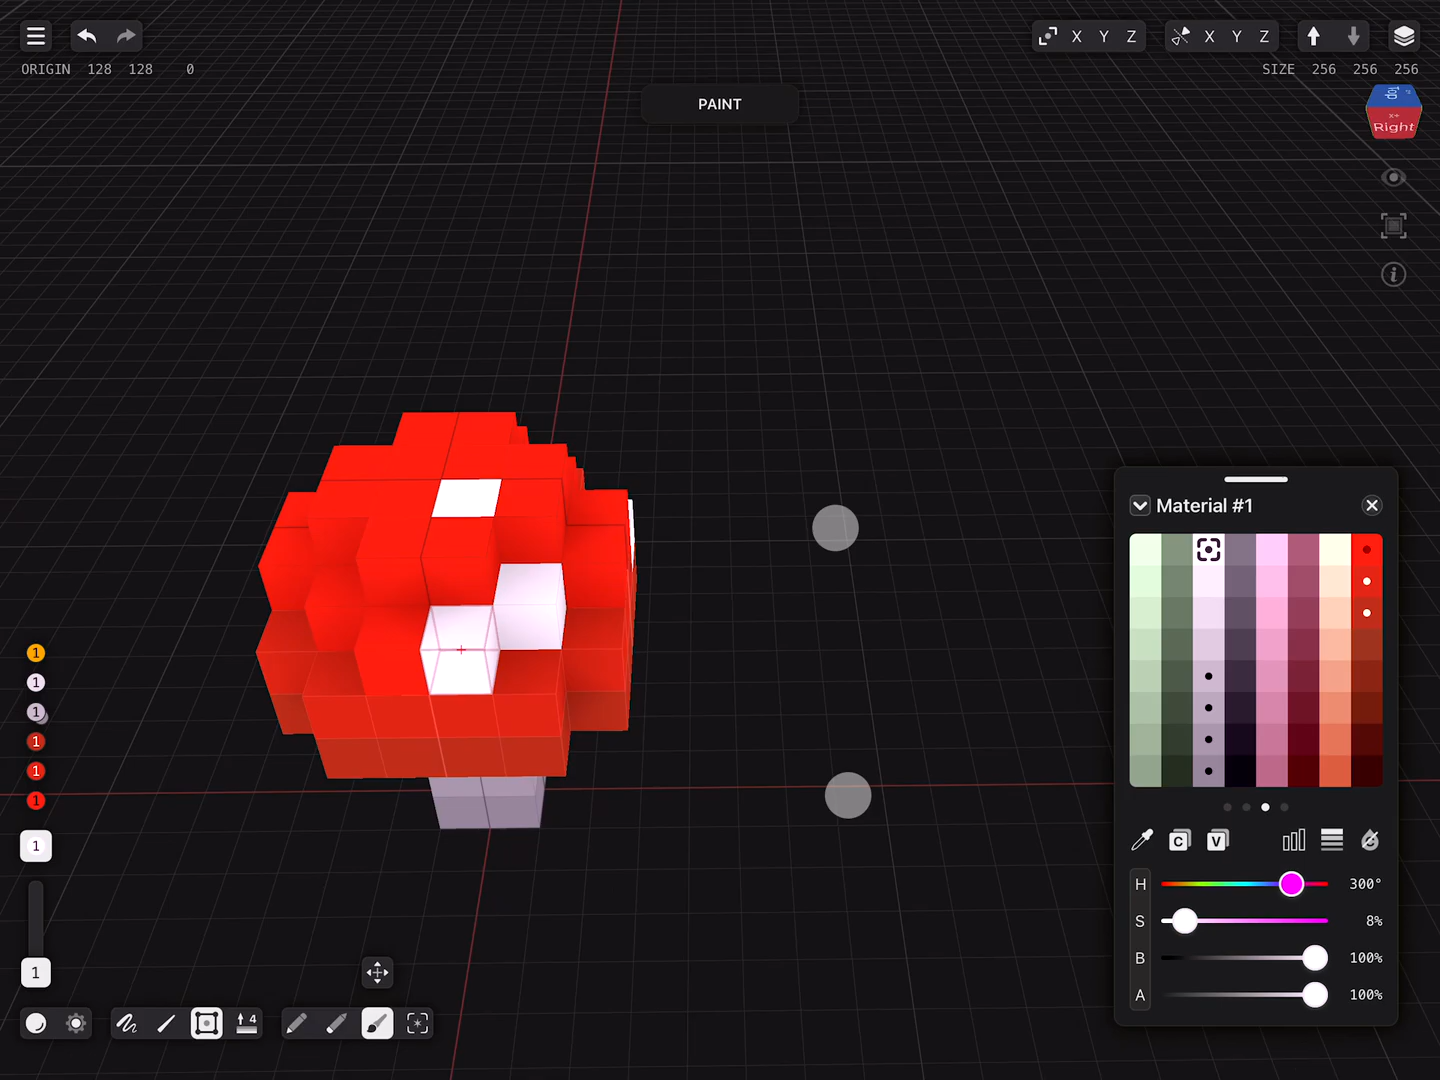 X Y Z X Y Z
ORIGIN 128 128 0 SIZE 256 256 256
PAINT
Top
X+
Right
Material #1
1
1
1
1
1
1
1
C V
H 300°
S 8%
B 100%
A 100%
1
4